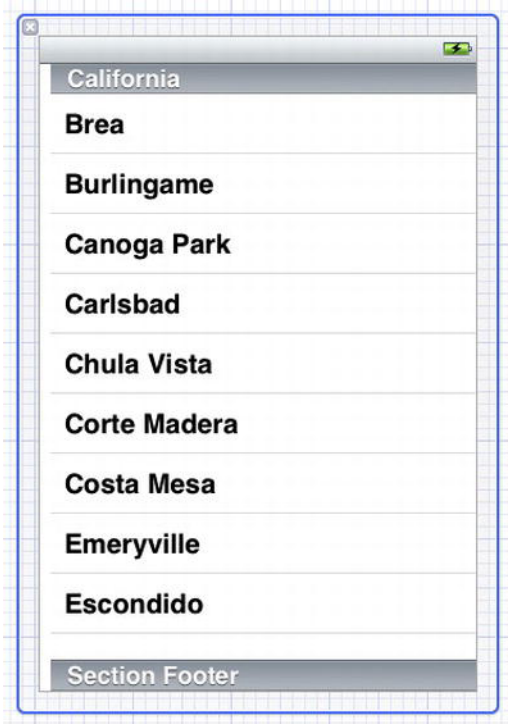 California
Brea
Burlingame
Canoga Park
Carlsbad
Chula Vista
Corte Madera
Costa Mesa
Emeryville
Escondido
Section Footer